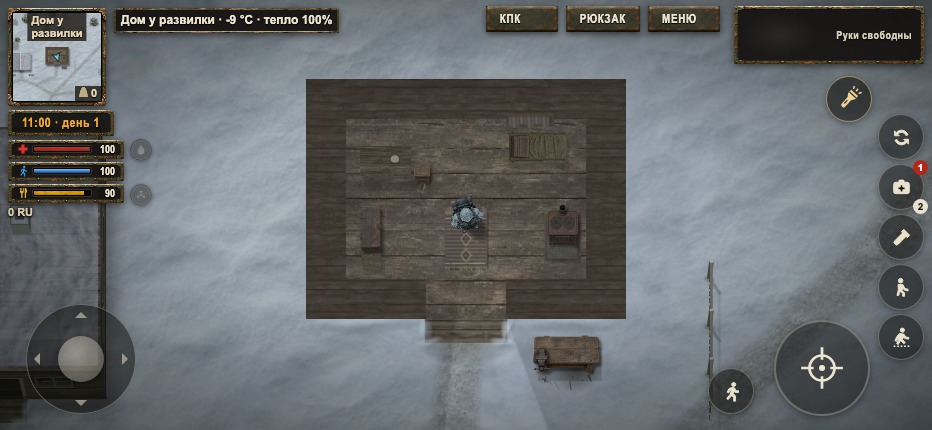 Дом у
развилки
0
Дом у развилки · -9 °C · тепло 100%
КПК
РЮКЗАК
МЕНЮ
Руки свободны
11:00 · день 1
100
100
90
0 RU
1
2